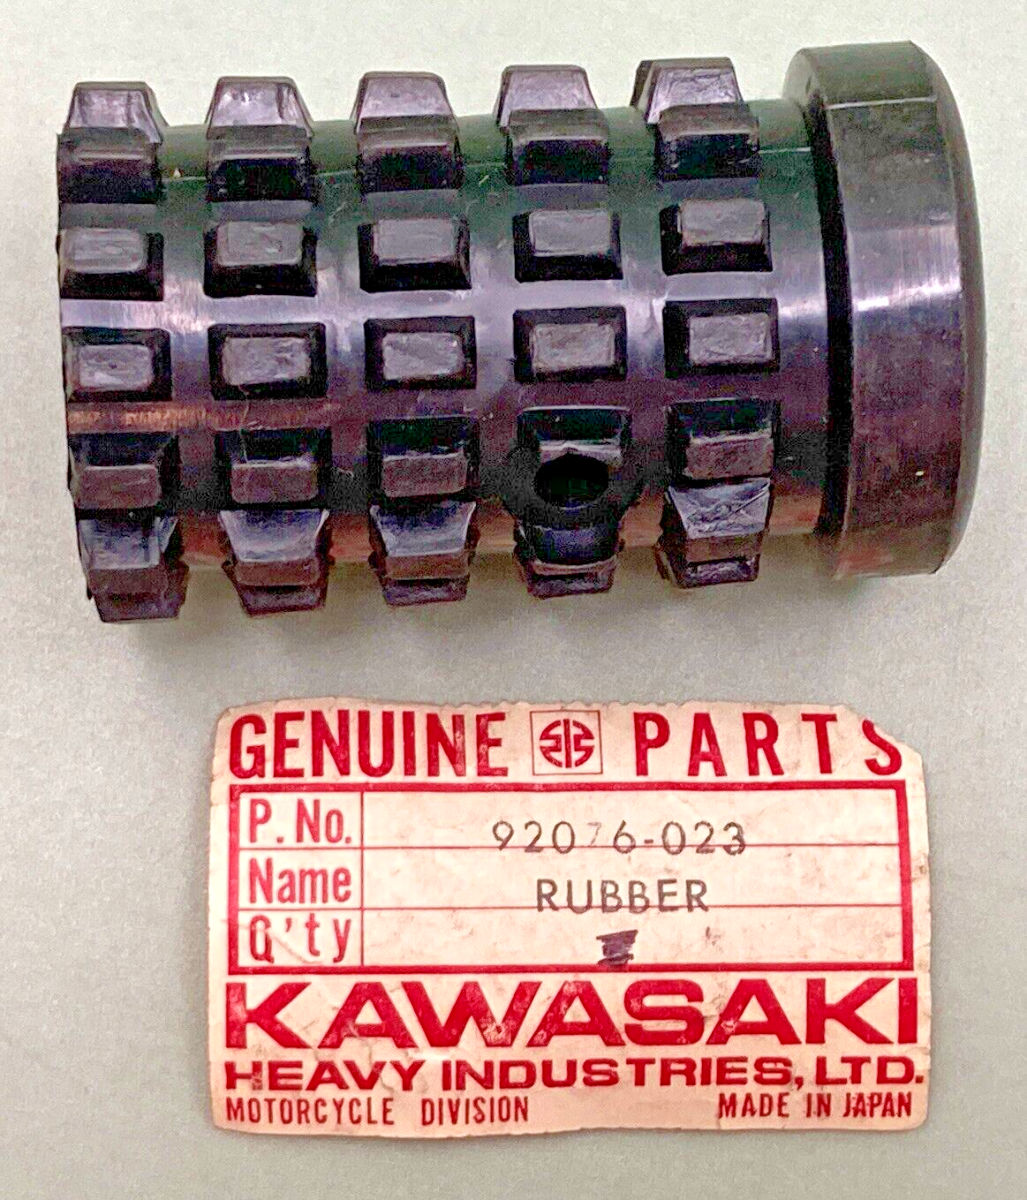 GENUINE PARTS
P. No. 92076-023
Name RUBBER
Q'ty
KAWASAKI
HEAVY INDUSTRIES, LTD.
MOTORCYCLE DIVISION MADE IN JAPAN